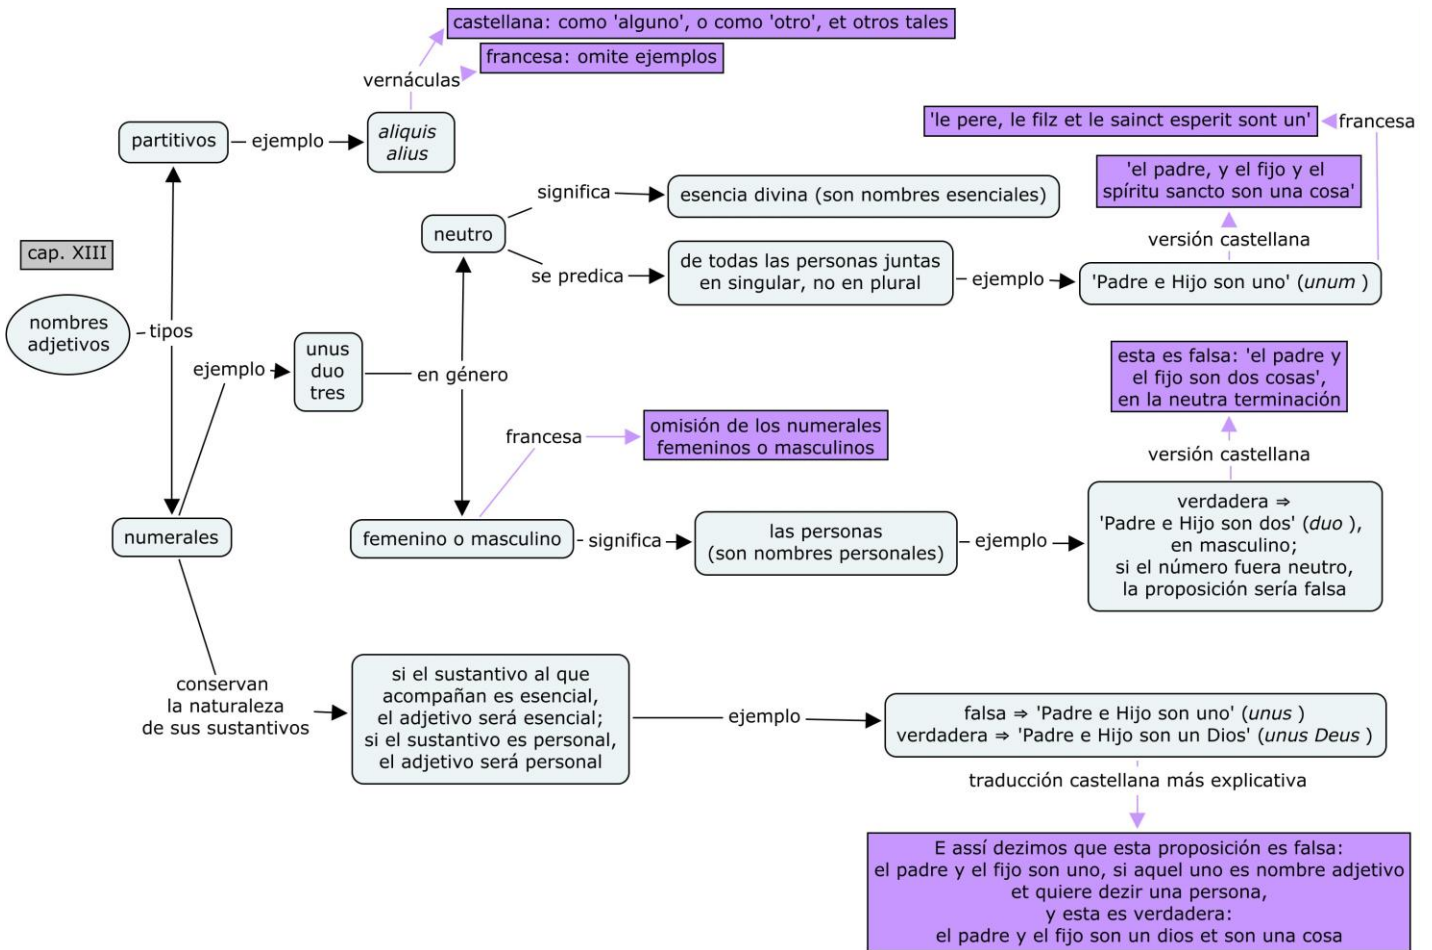 castellana: como 'alguno', o como 'otro', et otros tales
francesa: omite ejemplos
vernáculas
partitivos
ejemplo
aliquis
alius
'le pere, le filz et le sainct esperit sont un'
francesa
'el padre, y el fijo y el
spíritu sancto son una cosa'
versión castellana
significa
esencia divina (son nombres esenciales)
neutro
se predica
de todas las personas juntas
en singular, no en plural
ejemplo
'Padre e Hijo son uno' (unum )
cap. XIII
nombres
adjetivos
tipos
ejemplo
unus
duo
tres
en género
esta es falsa: 'el padre y
el fijo son dos cosas',
en la neutra terminación
versión castellana
francesa
omisión de los numerales
femeninos o masculinos
numerales
femenino o masculino
significa
las personas
(son nombres personales)
ejemplo
verdadera ⇒
'Padre e Hijo son dos' (duo ),
en masculino;
si el número fuera neutro,
la proposición sería falsa
conservan
la naturaleza
de sus sustantivos
si el sustantivo al que
acompañan es esencial,
el adjetivo será esencial;
si el sustantivo es personal,
el adjetivo será personal
ejemplo
falsa ⇒ 'Padre e Hijo son uno' (unus )
verdadera ⇒ 'Padre e Hijo son un Dios' (unus Deus )
traducción castellana más explicativa
E assí dezimos que esta proposición es falsa:
el padre y el fijo son uno, si aquel uno es nombre adjetivo
et quiere dezir una persona,
y esta es verdadera:
el padre y el fijo son un dios et son una cosa